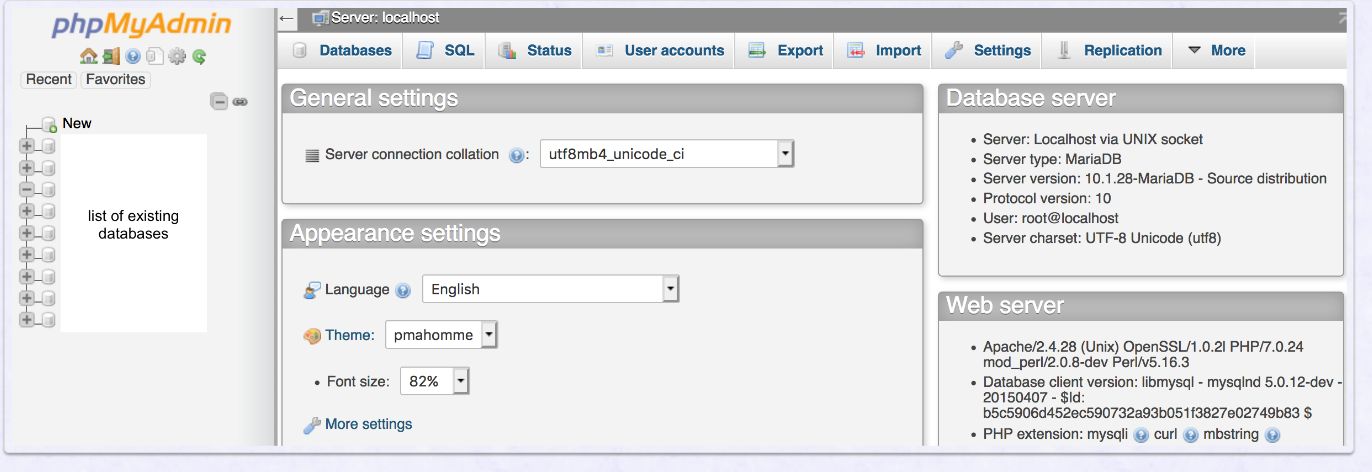 phpMyAdmin
Recent Favorites
New
list of existing
databases
Server: localhost
Databases SQL Status User accounts Export Import Settings Replication More
General settings
Server connection collation : utf8mb4_unicode_ci
Appearance settings
Language English
Theme: pmahomme
• Font size: 82%
More settings
Database server
• Server: Localhost via UNIX socket
• Server type: MariaDB
• Server version: 10.1.28-MariaDB - Source distribution
• Protocol version: 10
• User: root@localhost
• Server charset: UTF-8 Unicode (utf8)
Web server
• Apache/2.4.28 (Unix) OpenSSL/1.0.2l PHP/7.0.24
mod_perl/2.0.8-dev Perl/v5.16.3
• Database client version: libmysql - mysqlnd 5.0.12-dev -
20150407 - $Id:
b5c5906d452ec590732a93b051f3827e02749b83 $
• PHP extension: mysqli curl mbstring